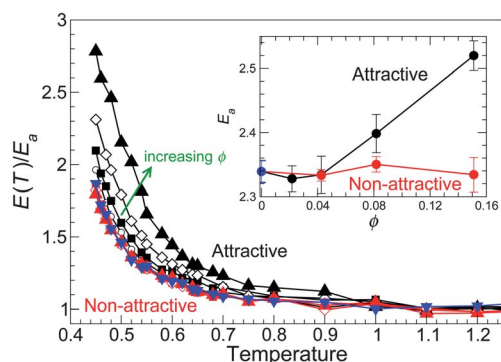 3
2.5
2
1.5
1
E(T)/E_a
0.4 0.5 0.6 0.7 0.8 0.9 1 1.1 1.2
Temperature
increasing ϕ
Attractive
Non-attractive
2.5
2.4
2.3
E_a
0 0.04 0.08 0.12 0.16
ϕ
Attractive
Non-attractive